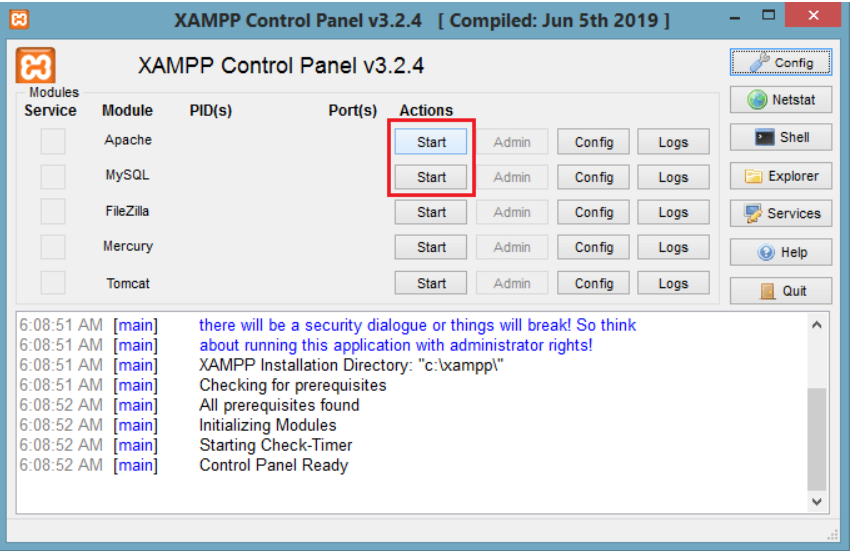 XAMPP Control Panel v3.2.4 [ Compiled: Jun 5th 2019 ]
XAMPP Control Panel v3.2.4
Config
Modules
Service Module PID(s) Port(s) Actions
Netstat
Apache Start Admin Config Logs
Shell
MySQL Start Admin Config Logs
Explorer
FileZilla Start Admin Config Logs
Services
Mercury Start Admin Config Logs
Help
Tomcat Start Admin Config Logs
Quit
6:08:51 AM [main] there will be a security dialogue or things will break! So think
6:08:51 AM [main] about running this application with administrator rights!
6:08:51 AM [main] XAMPP Installation Directory: "c:\xampp\"
6:08:51 AM [main] Checking for prerequisites
6:08:52 AM [main] All prerequisites found
6:08:52 AM [main] Initializing Modules
6:08:52 AM [main] Starting Check-Timer
6:08:52 AM [main] Control Panel Ready